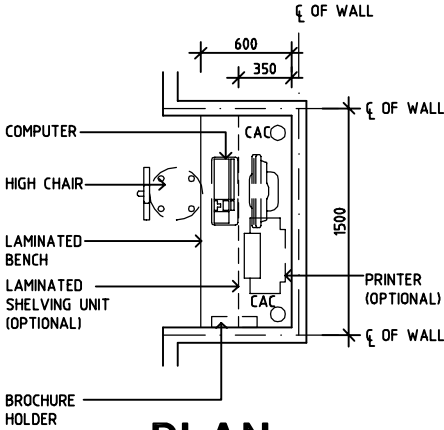 ℄ OF WALL
600
350
℄ OF WALL
COMPUTER
CAC
HIGH CHAIR
1500
LAMINATED
BENCH
LAMINATED
SHELVING UNIT
(OPTIONAL)
PRINTER
(OPTIONAL)
CAC
℄ OF WALL
BROCHURE
HOLDER
PLAN